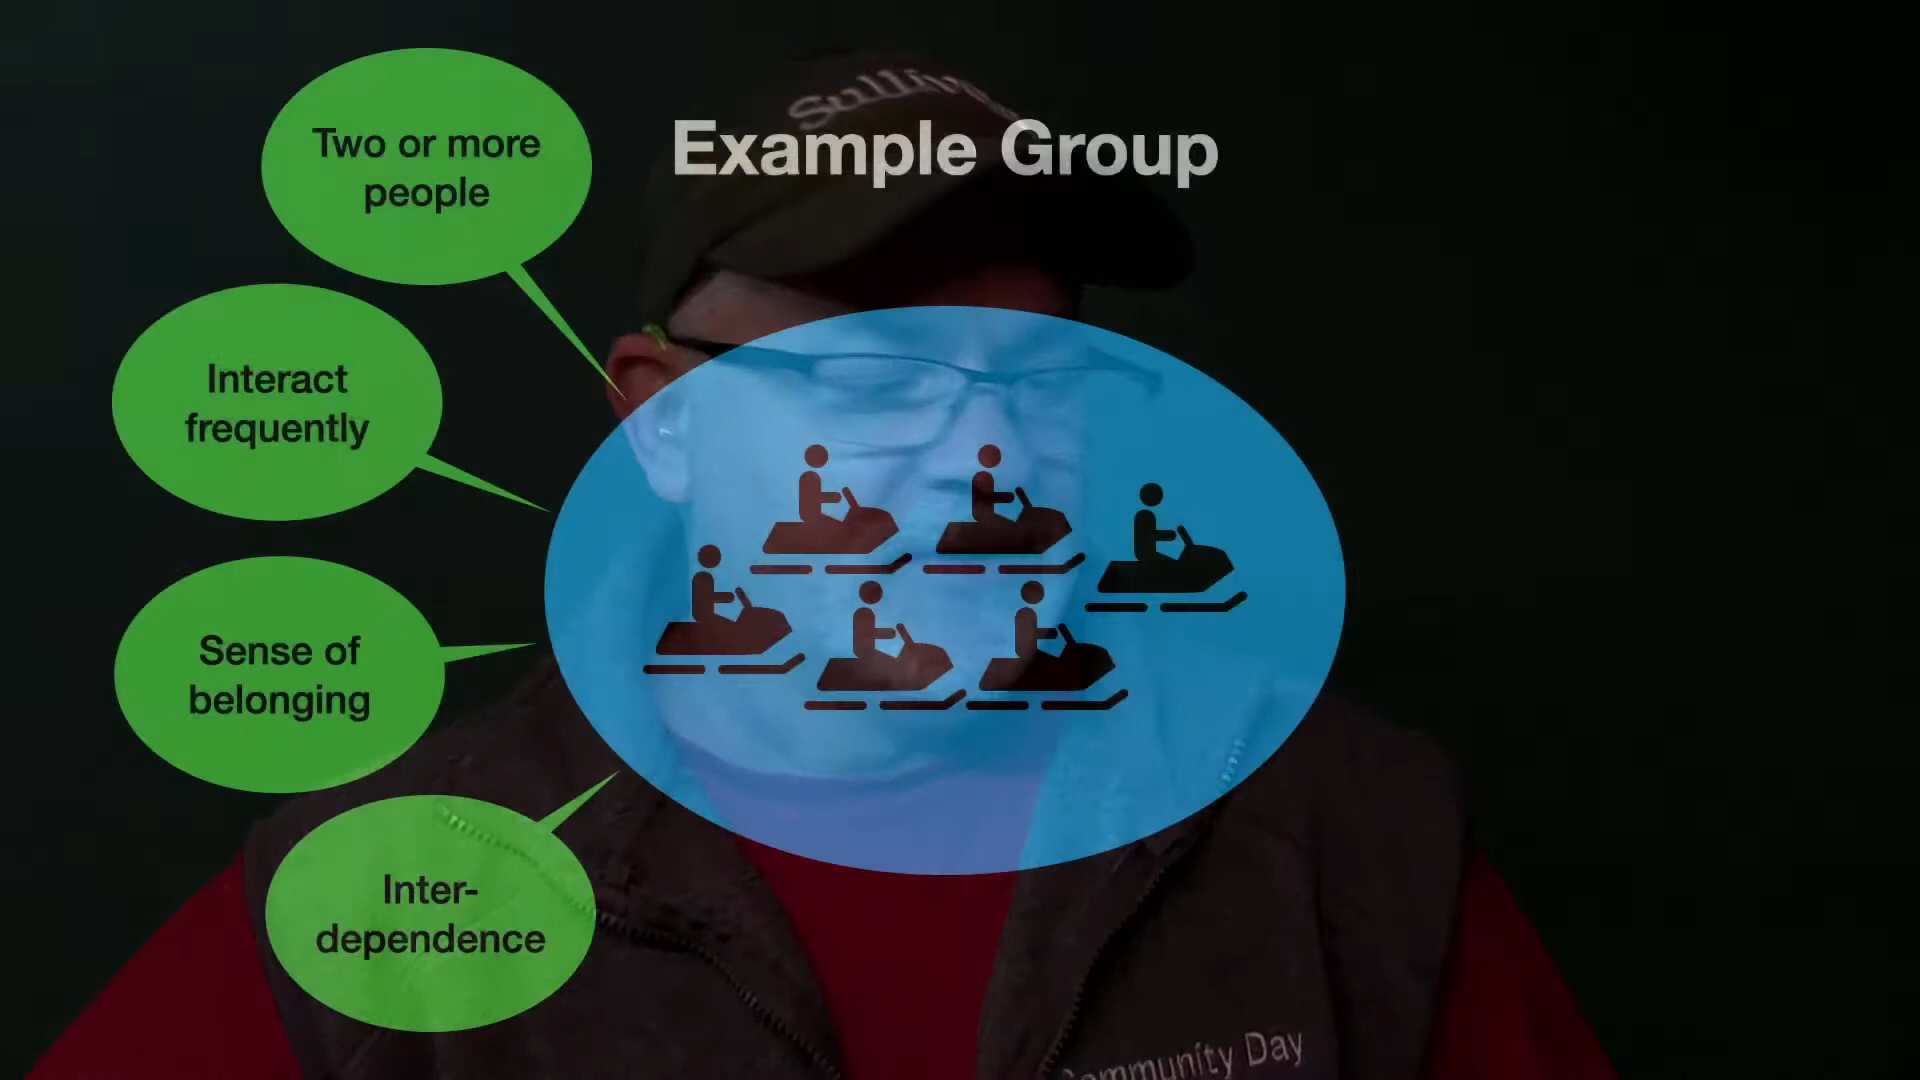 Example Group
Two or more
people
Interact
frequently
Sense of
belonging
Inter-
dependence
Community Day